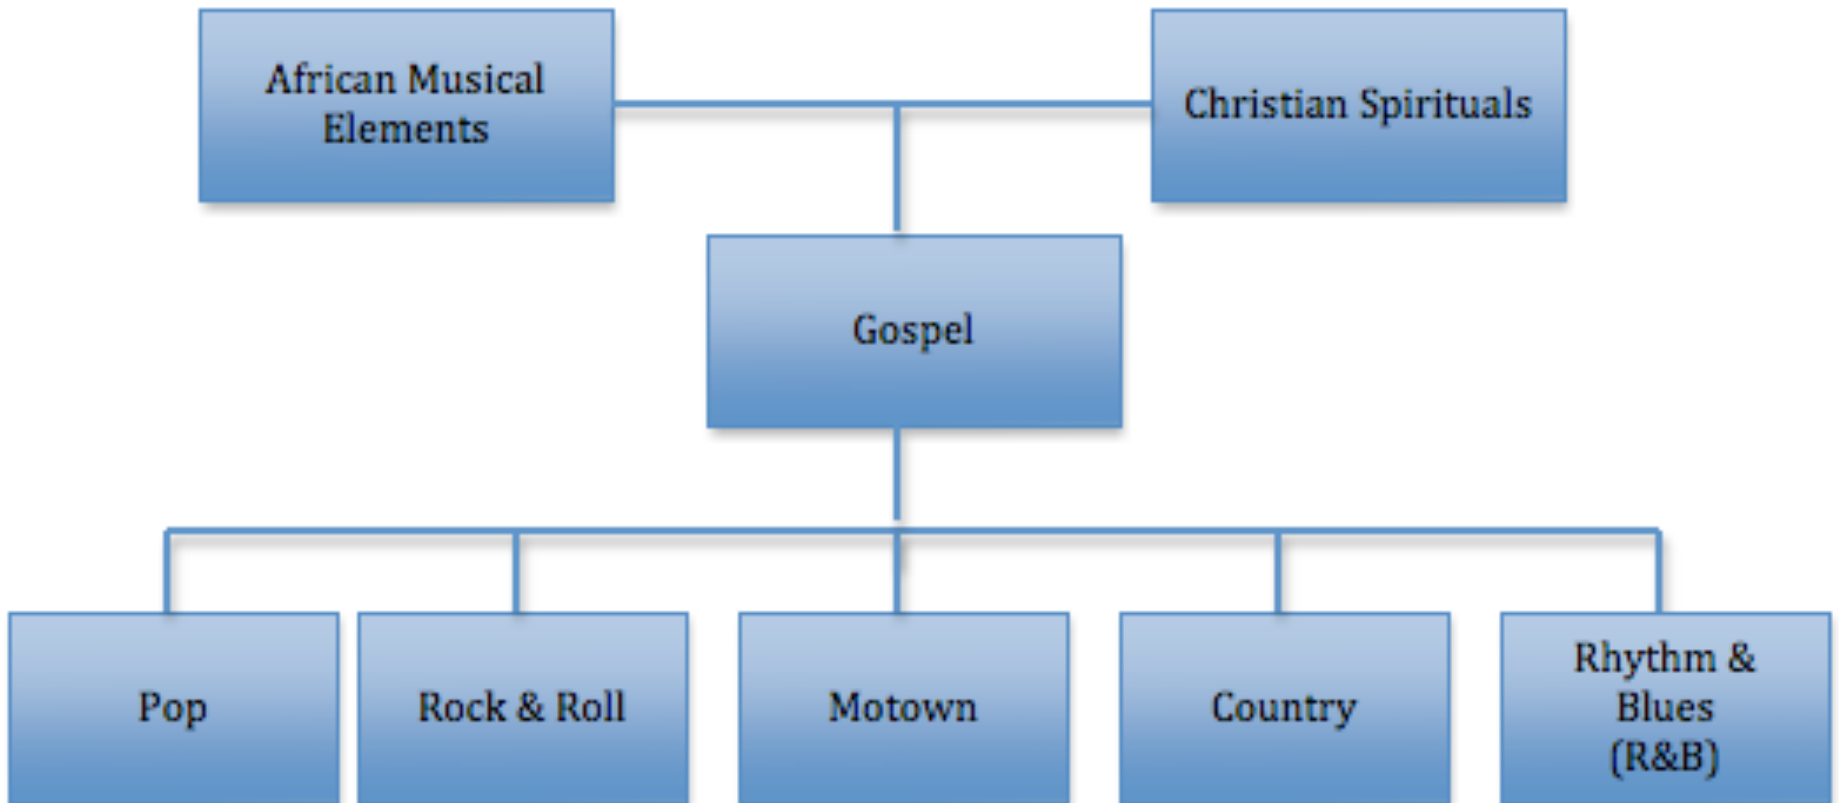 African Musical
Elements
Christian Spirituals
Gospel
Pop
Rock & Roll
Motown
Country
Rhythm &
Blues
(R&B)